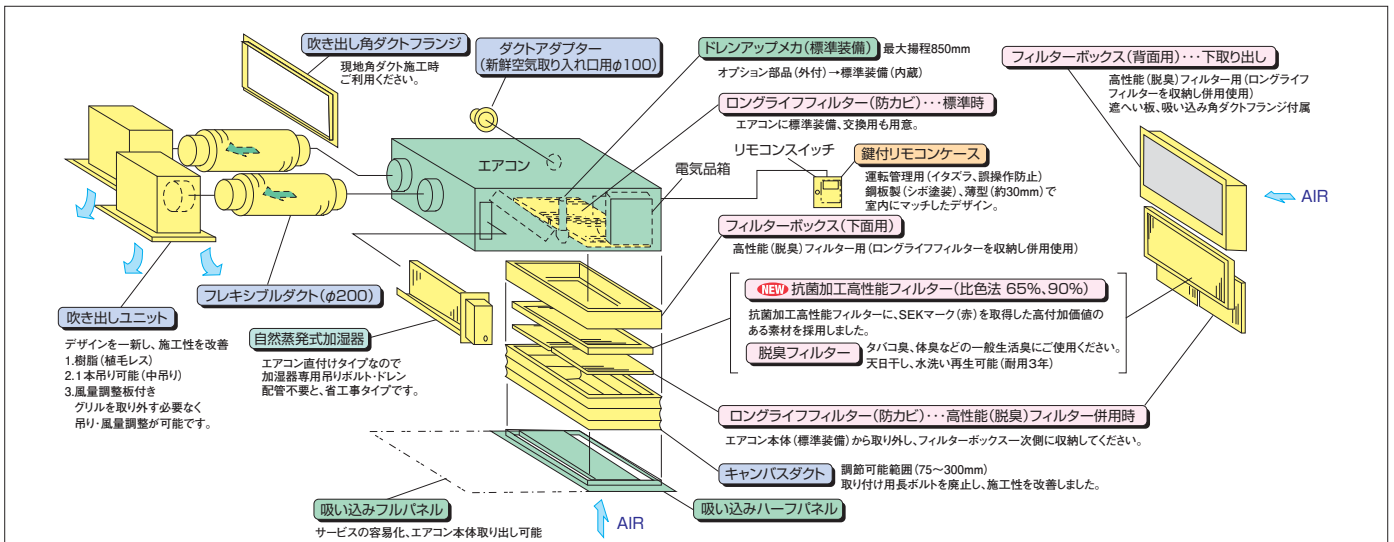 吹き出し角ダクトフランジ
現地角ダクト施工時
ご利用ください。
ダクトアダプター
(新鮮空気取り入れ口用φ100)
ドレンアップメカ(標準装備) 最大揚程850mm
オプション部品(外付)→標準装備(内蔵)
ロングライフフィルター(防カビ)･･･標準時
エアコンに標準装備、交換用も用意。
フィルターボックス(背面用)･･･下取り出し
高性能(脱臭)フィルター用(ロングライフ
フィルターを収納し併用使用)
遮へい板、吸い込み角ダクトフランジ付属
エアコン
電気品箱
リモコンスイッチ
鍵付リモコンケース
運転管理用(イタズラ、誤操作防止)
鋼板製(シボ塗装)、薄型(約30mm)で
室内にマッチしたデザイン。
AIR
フィルターボックス(下面用)
高性能(脱臭)フィルター用(ロングライフフィルターを収納し併用使用)
NEW 抗菌加工高性能フィルター(比色法 65%、90%)
抗菌加工高性能フィルターに、SEKマーク(赤)を取得した高付加価値の
ある素材を採用しました。
脱臭フィルター タバコ臭、体臭などの一般生活臭にご使用ください。
天日干し、水洗い再生可能(耐用3年)
フレキシブルダクト(φ200)
吹き出しユニット
デザインを一新し、施工性を改善
1.樹脂(植毛レス)
2.1本吊り可能(中吊り)
3.風量調整板付き
グリルを取り外す必要なく
吊り・風量調整が可能です。
自然蒸発式加湿器
エアコン直付けタイプなので
加湿器専用吊りボルト・ドレン
配管不要と、省工事タイプです。
ロングライフフィルター(防カビ)･･･高性能(脱臭)フィルター併用時
エアコン本体(標準装備)から取り外し、フィルターボックス一次側に収納してください。
キャンバスダクト 調節可能範囲(75〜300mm)
取り付け用長ボルトを廃止し、施工性を改善しました。
吸い込みフルパネル
サービスの容易化、エアコン本体取り出し可能
吸い込みハーフパネル
AIR